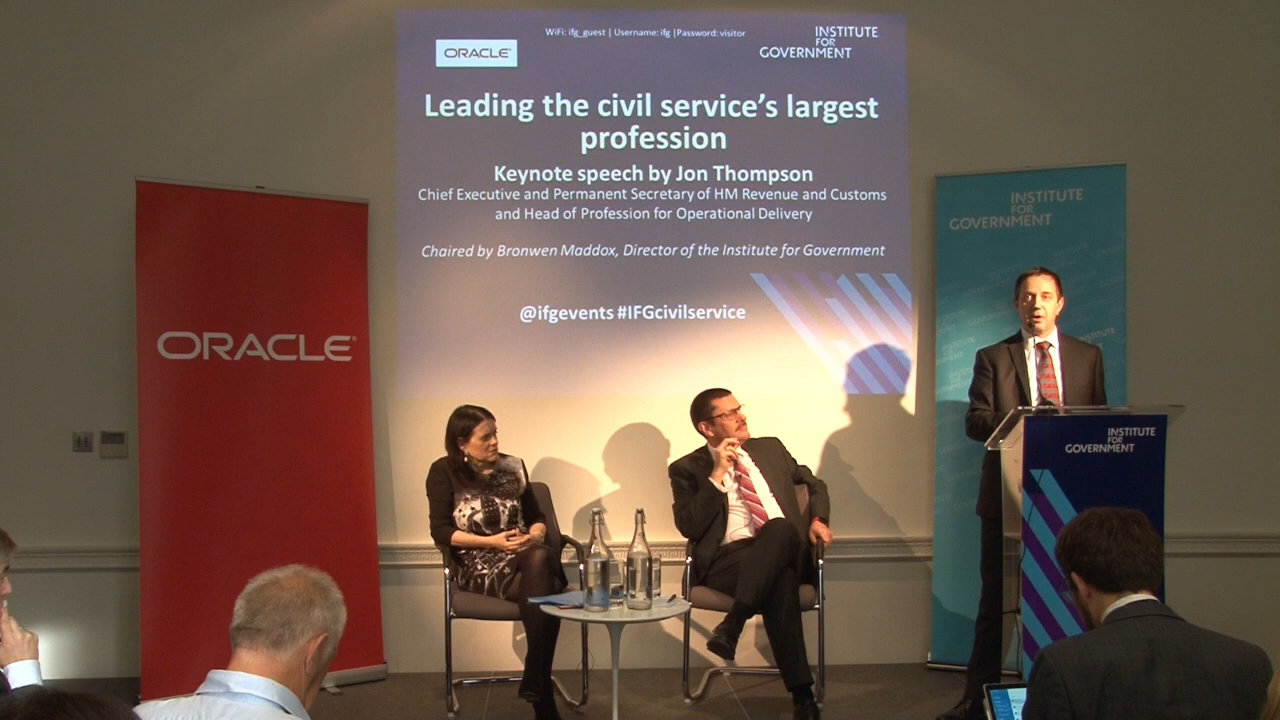 WiFi: ifg_guest | Username: ifg |Password: visitor
ORACLE
INSTITUTE
FOR
GOVERNMENT
Leading the civil service's largest
profession
Keynote speech by Jon Thompson
Chief Executive and Permanent Secretary of HM Revenue and Customs
and Head of Profession for Operational Delivery
Chaired by Bronwen Maddox, Director of the Institute for Government
@ifgevents #IFGcivilservice
ORACLE
INSTITUTE
FOR
GOVERNMENT
INSTITUTE
FOR
GOVERNMENT